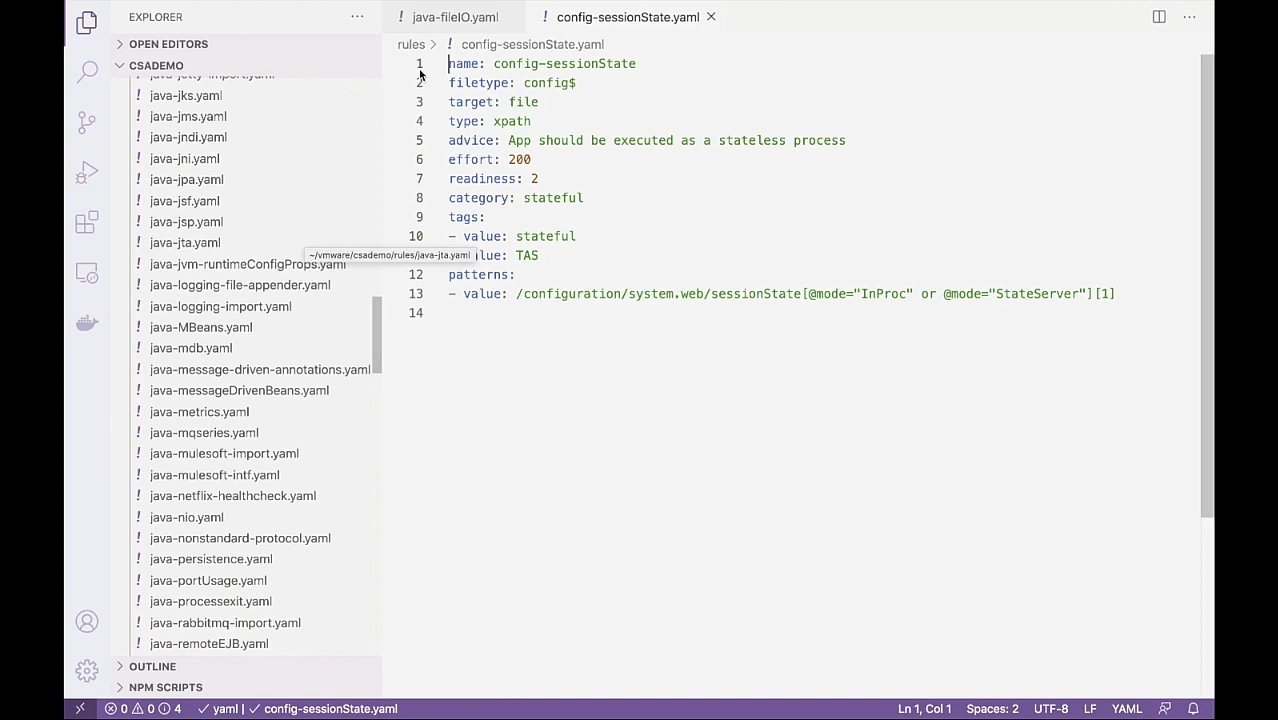 EXPLORER
java-fileIO.yaml
config-sessionState.yaml
OPEN EDITORS
CSADEMO
java-jetty-import.yaml
java-jks.yaml
java-jms.yaml
java-jndi.yaml
java-jni.yaml
java-jpa.yaml
java-jsf.yaml
java-jsp.yaml
java-jta.yaml
~/vmware/csademo/rules/java-jta.yaml
java-jvm-runtimeConfigProps.yaml
java-logging-file-appender.yaml
java-logging-import.yaml
java-MBeans.yaml
java-mdb.yaml
java-message-driven-annotations.yaml
java-messageDrivenBeans.yaml
java-metrics.yaml
java-mqseries.yaml
java-mulesoft-import.yaml
java-mulesoft-intf.yaml
java-netflix-healthcheck.yaml
java-nio.yaml
java-nonstandard-protocol.yaml
java-persistence.yaml
java-portUsage.yaml
java-processexit.yaml
java-rabbitmq-import.yaml
java-remoteEJB.yaml
OUTLINE
NPM SCRIPTS
rules > ! config-sessionState.yaml
1 name: config-sessionState
2 filetype: config$
3 target: file
4 type: xpath
5 advice: App should be executed as a stateless process
6 effort: 200
7 readiness: 2
8 category: stateful
9 tags:
10 - value: stateful
alue: TAS
12 patterns:
13 - value: /configuration/system.web/sessionState[@mode="InProc" or @mode="StateServer"][1]
14
0 0 4 yaml | config-sessionState.yaml Ln 1, Col 1 Spaces: 2 UTF-8 LF YAML